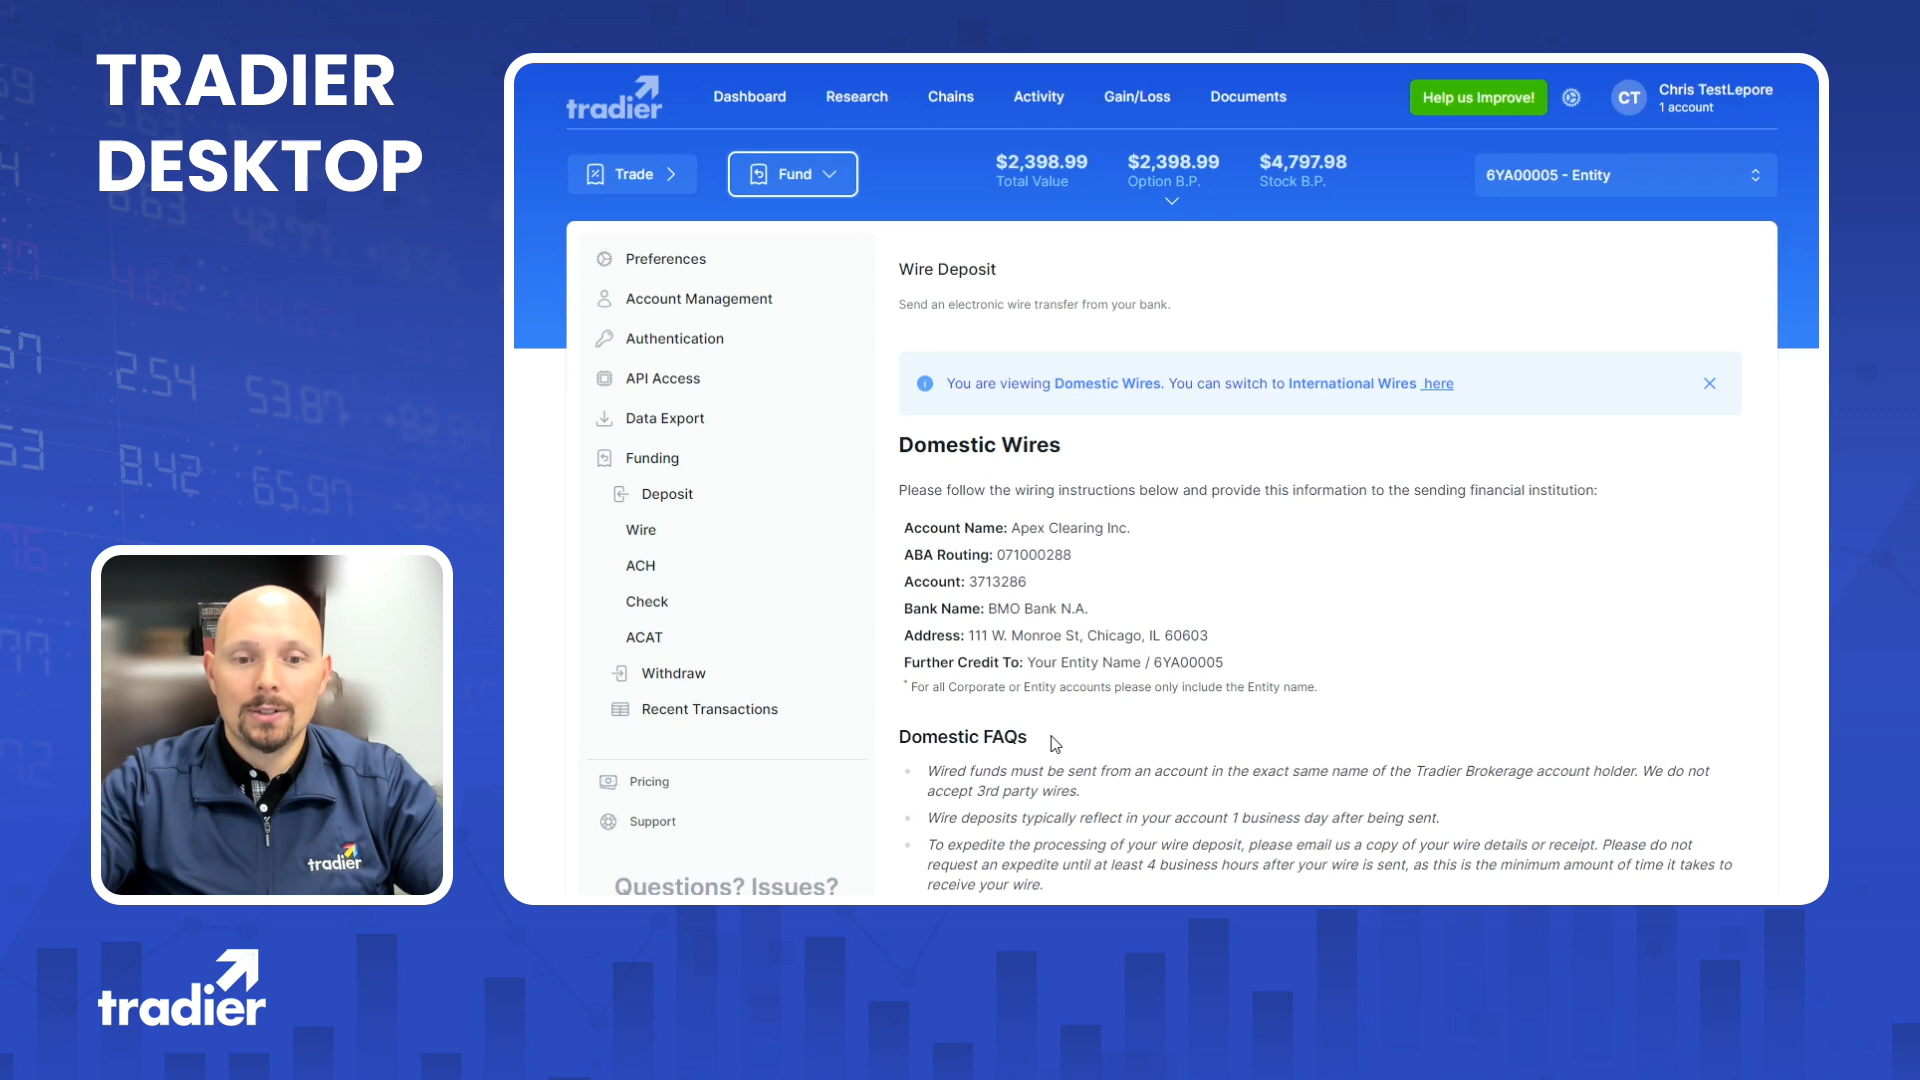 TRADIER
DESKTOP
tradier
Dashboard
Research
Chains
Activity
Gain/Loss
Documents
Help us Improve!
CT
Chris TestLepore
1 account
Trade
Fund
$2,398.99
Total Value
$2,398.99
Option B.P.
$4,797.98
Stock B.P.
6YA00005 - Entity
Preferences
Account Management
Authentication
API Access
Data Export
Funding
Deposit
Wire
ACH
Check
ACAT
Withdraw
Recent Transactions
Pricing
Support
Questions? Issues?
Wire Deposit
Send an electronic wire transfer from your bank.
You are viewing Domestic Wires. You can switch to International Wires here
Domestic Wires
Please follow the wiring instructions below and provide this information to the sending financial institution:
Account Name: Apex Clearing Inc.
ABA Routing: 071000288
Account: 3713286
Bank Name: BMO Bank N.A.
Address: 111 W. Monroe St, Chicago, IL 60603
Further Credit To: Your Entity Name / 6YA00005
* For all Corporate or Entity accounts please only include the Entity name.
Domestic FAQs
Wired funds must be sent from an account in the exact same name of the Tradier Brokerage account holder. We do not
accept 3rd party wires.
Wire deposits typically reflect in your account 1 business day after being sent.
To expedite the processing of your wire deposit, please email us a copy of your wire details or receipt. Please do not
request an expedite until at least 4 business hours after your wire is sent, as this is the minimum amount of time it takes to
receive your wire.
tradier
tradier
2.54
53.87
8.42
65.97